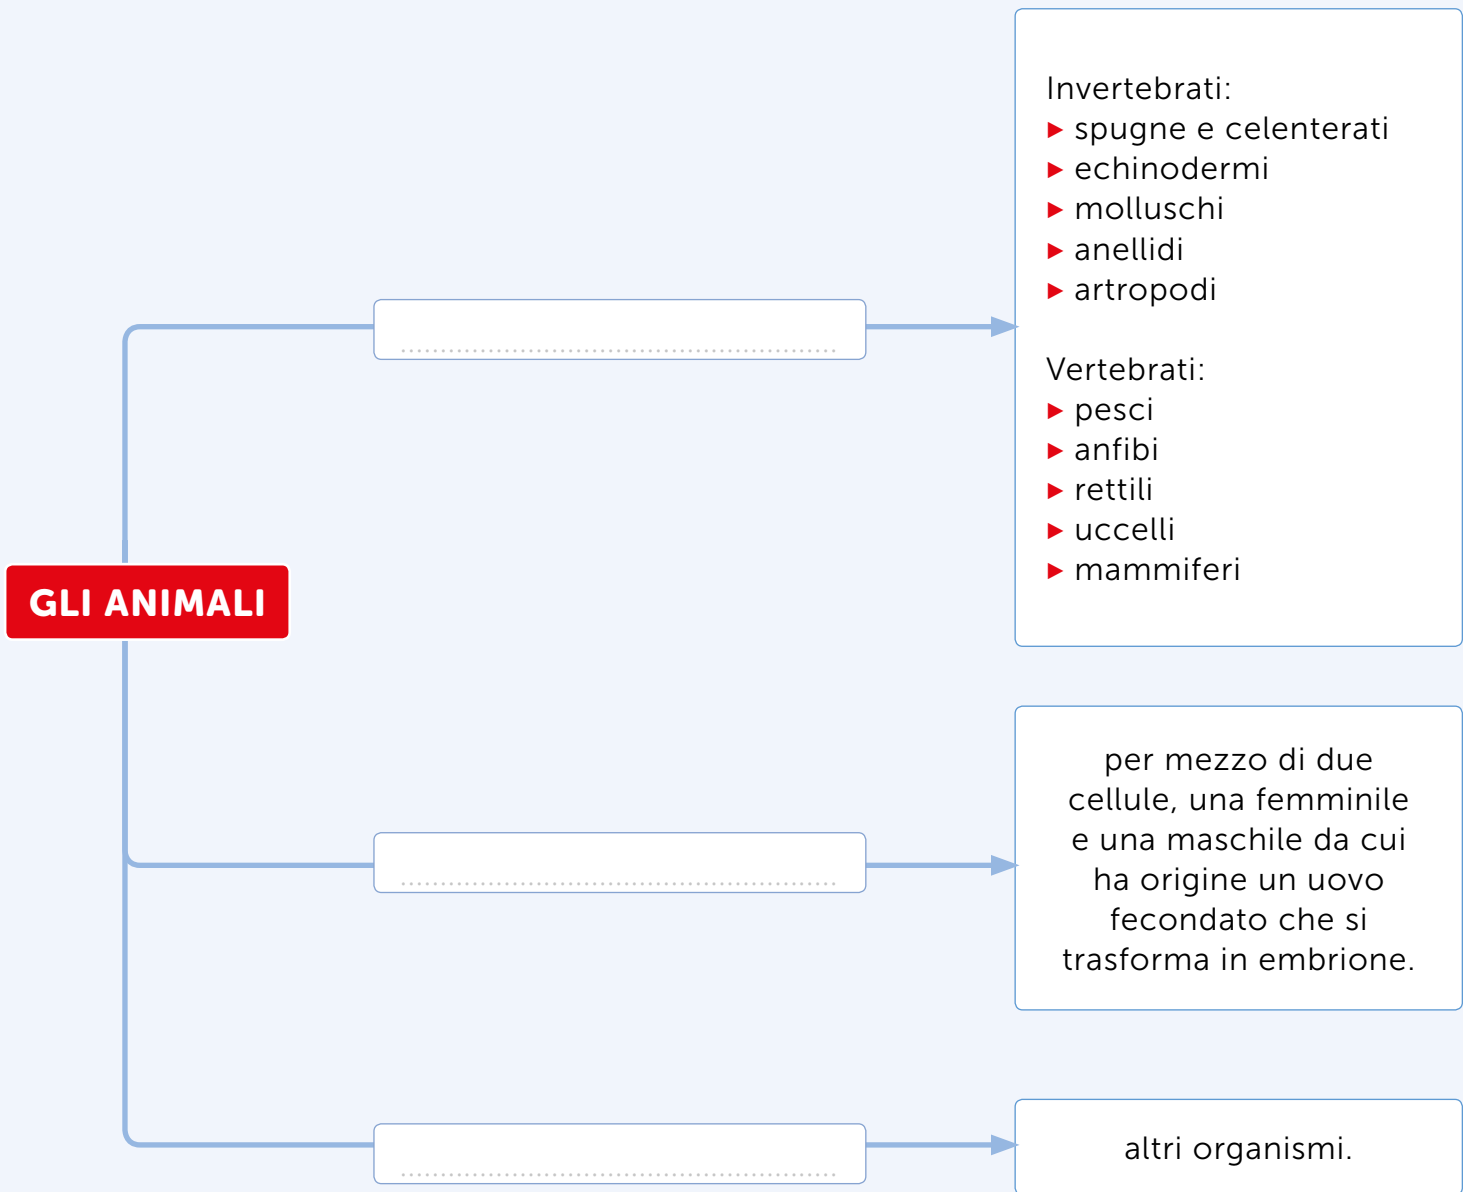 GLI ANIMALI
Invertebrati:
▶ spugne e celenterati
▶ echinodermi
▶ molluschi
▶ anellidi
▶ artropodi
Vertebrati:
▶ pesci
▶ anfibi
▶ rettili
▶ uccelli
▶ mammiferi
per mezzo di due
cellule, una femminile
e una maschile da cui
ha origine un uovo
fecondato che si
trasforma in embrione.
altri organismi.